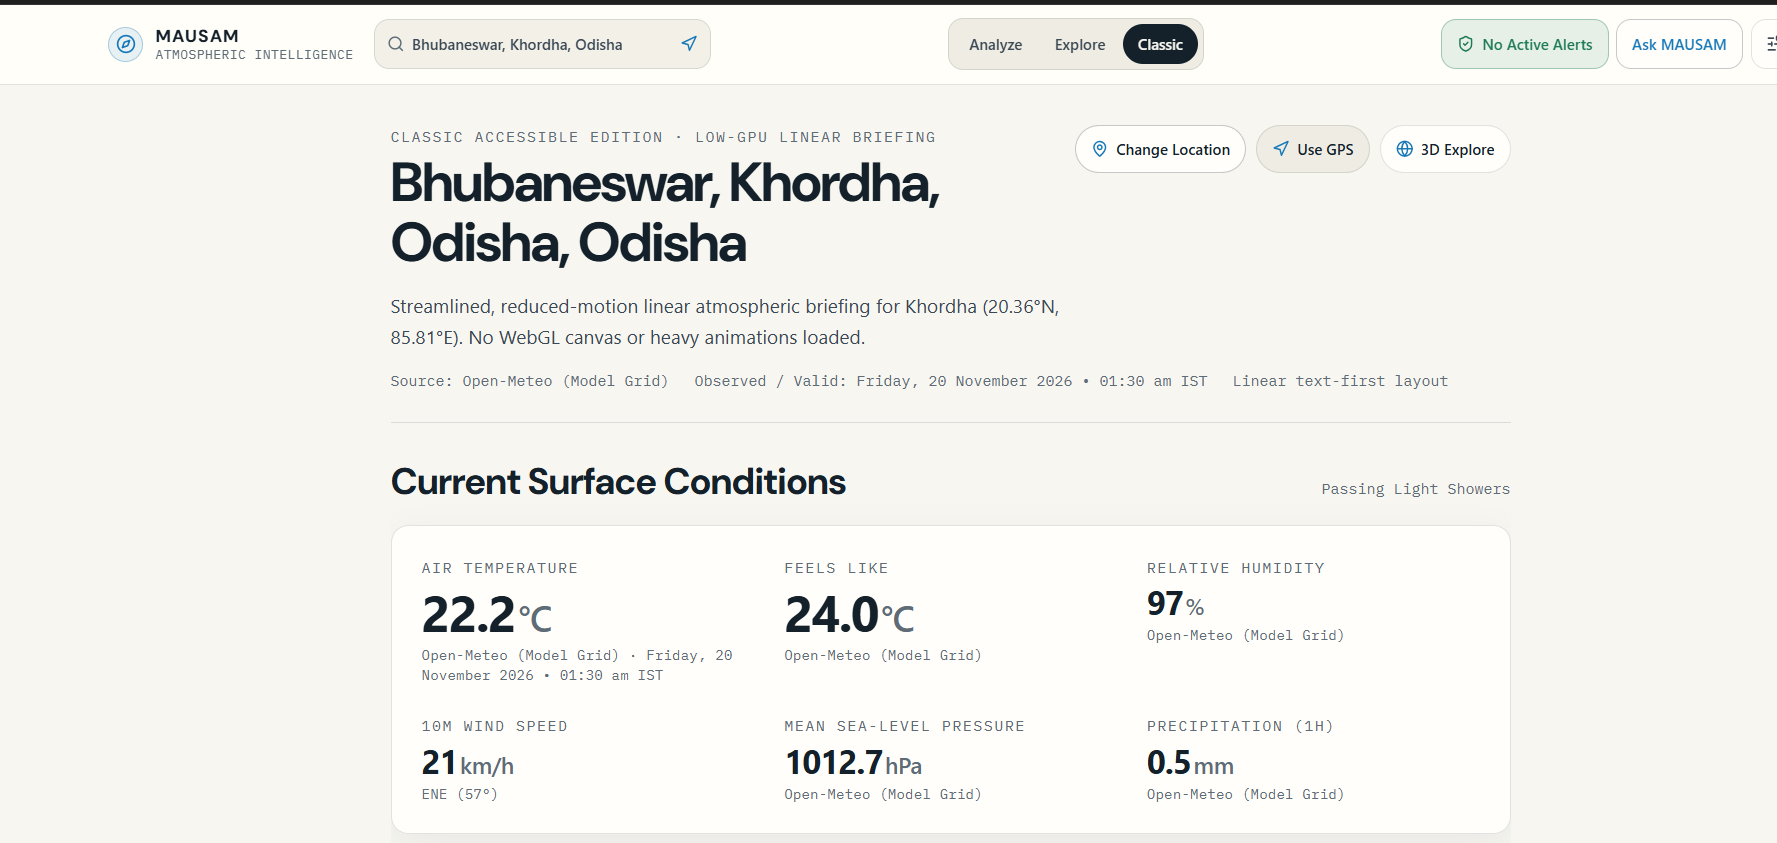 MAUSAM
ATMOSPHERIC INTELLIGENCE
Bhubaneswar, Khordha, Odisha
Analyze
Explore
Classic
No Active Alerts
Ask MAUSAM
CLASSIC ACCESSIBLE EDITION · LOW-GPU LINEAR BRIEFING
Bhubaneswar, Khordha,
Odisha, Odisha
Change Location
Use GPS
3D Explore
Streamlined, reduced-motion linear atmospheric briefing for Khordha (20.36°N,
85.81°E). No WebGL canvas or heavy animations loaded.
Source: Open-Meteo (Model Grid) Observed / Valid: Friday, 20 November 2026 • 01:30 am IST Linear text-first layout
Current Surface Conditions
Passing Light Showers
AIR TEMPERATURE
22.2°C
Open-Meteo (Model Grid) · Friday, 20
November 2026 • 01:30 am IST
FEELS LIKE
24.0°C
Open-Meteo (Model Grid)
RELATIVE HUMIDITY
97%
Open-Meteo (Model Grid)
10M WIND SPEED
21km/h
ENE (57°)
MEAN SEA-LEVEL PRESSURE
1012.7hPa
Open-Meteo (Model Grid)
PRECIPITATION (1H)
0.5mm
Open-Meteo (Model Grid)